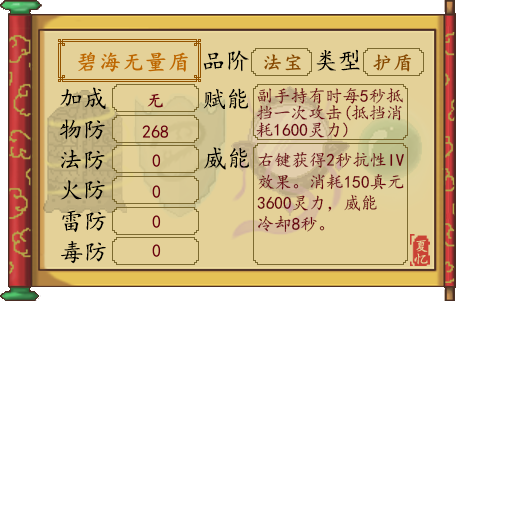 碧海无量盾 品阶 法宝 类型 护盾
加成 无
物防 268
法防 0
火防 0
雷防 0
毒防 0
赋能
副手持有时每5秒抵
挡一次攻击(抵挡消
耗1600灵力)
威能
右键获得2秒抗性IV
效果。消耗150真元
3600灵力，威能
冷却8秒。
夏忆